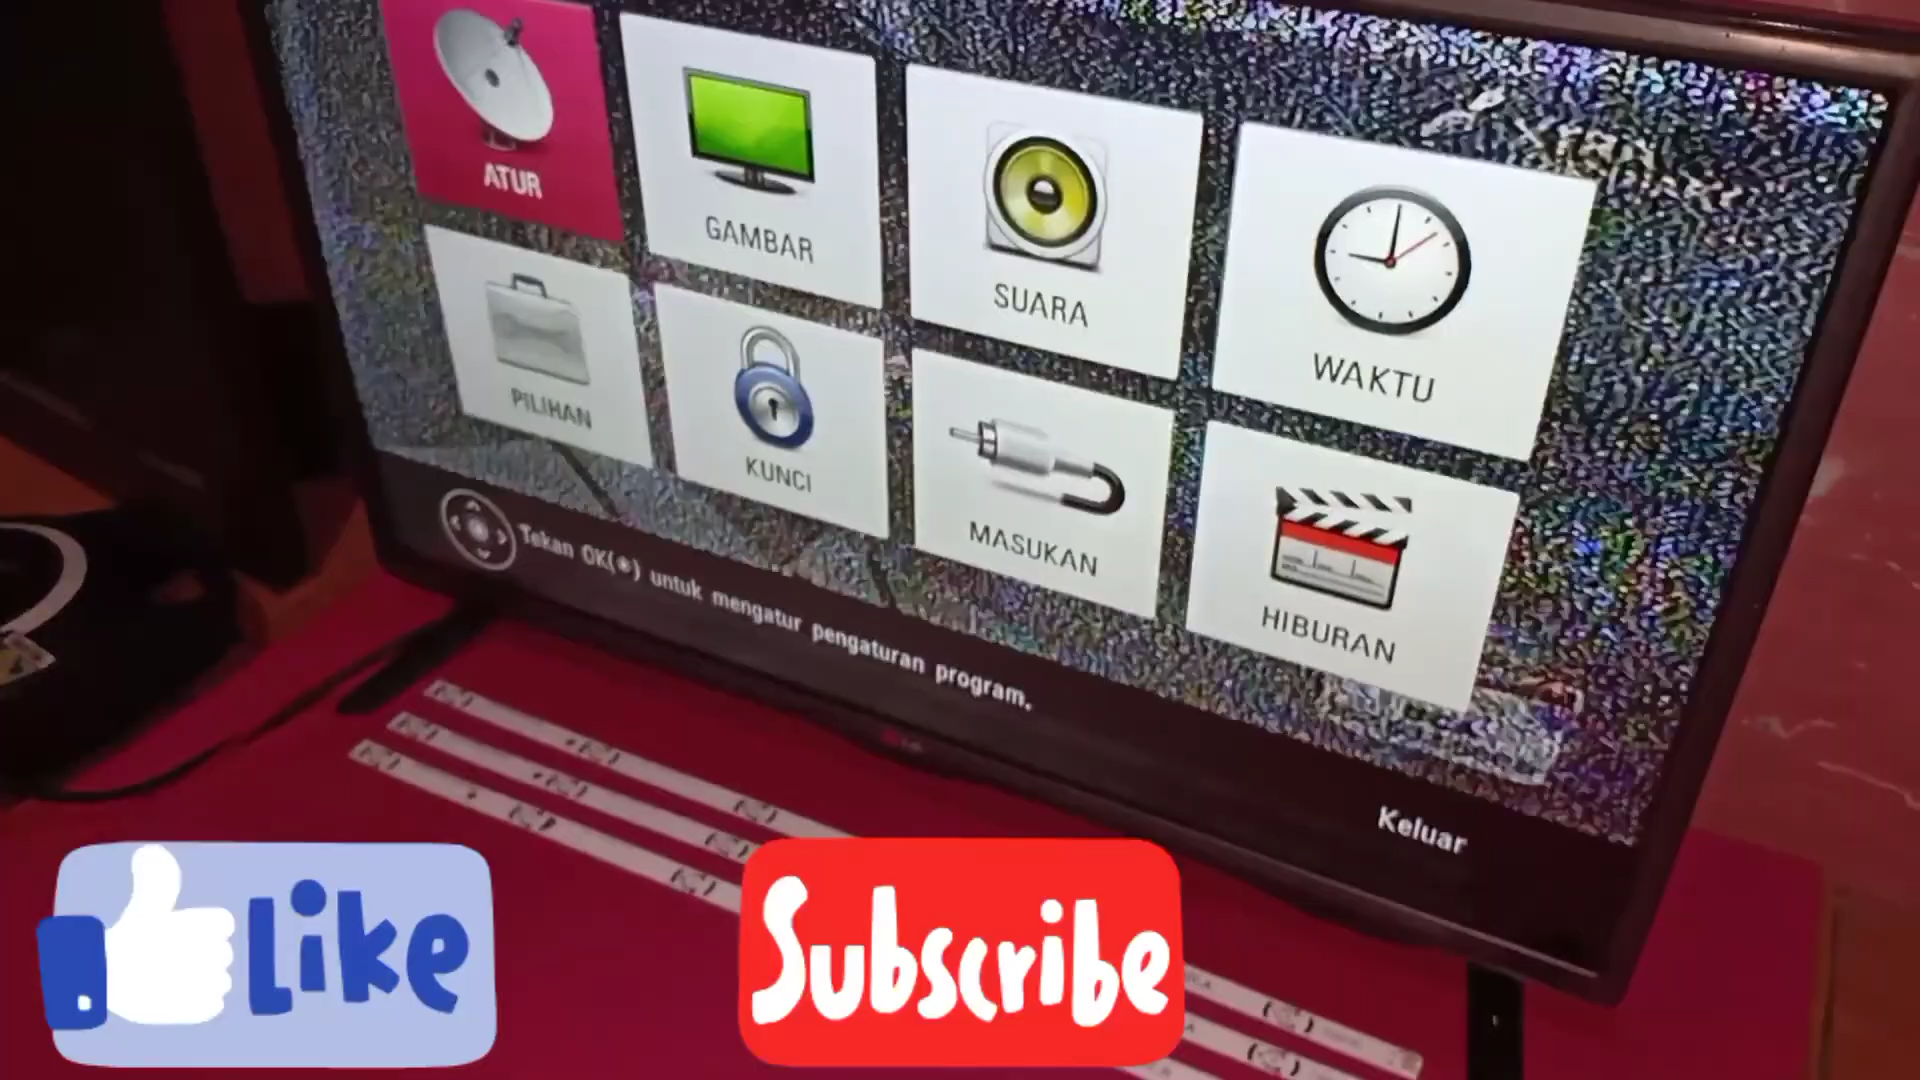 ATUR
GAMBAR
SUARA
WAKTU
PILIHAN
KUNCI
MASUKAN
HIBURAN
Tekan OK(◉) untuk mengatur pengaturan program.
Keluar
Like
Subscribe